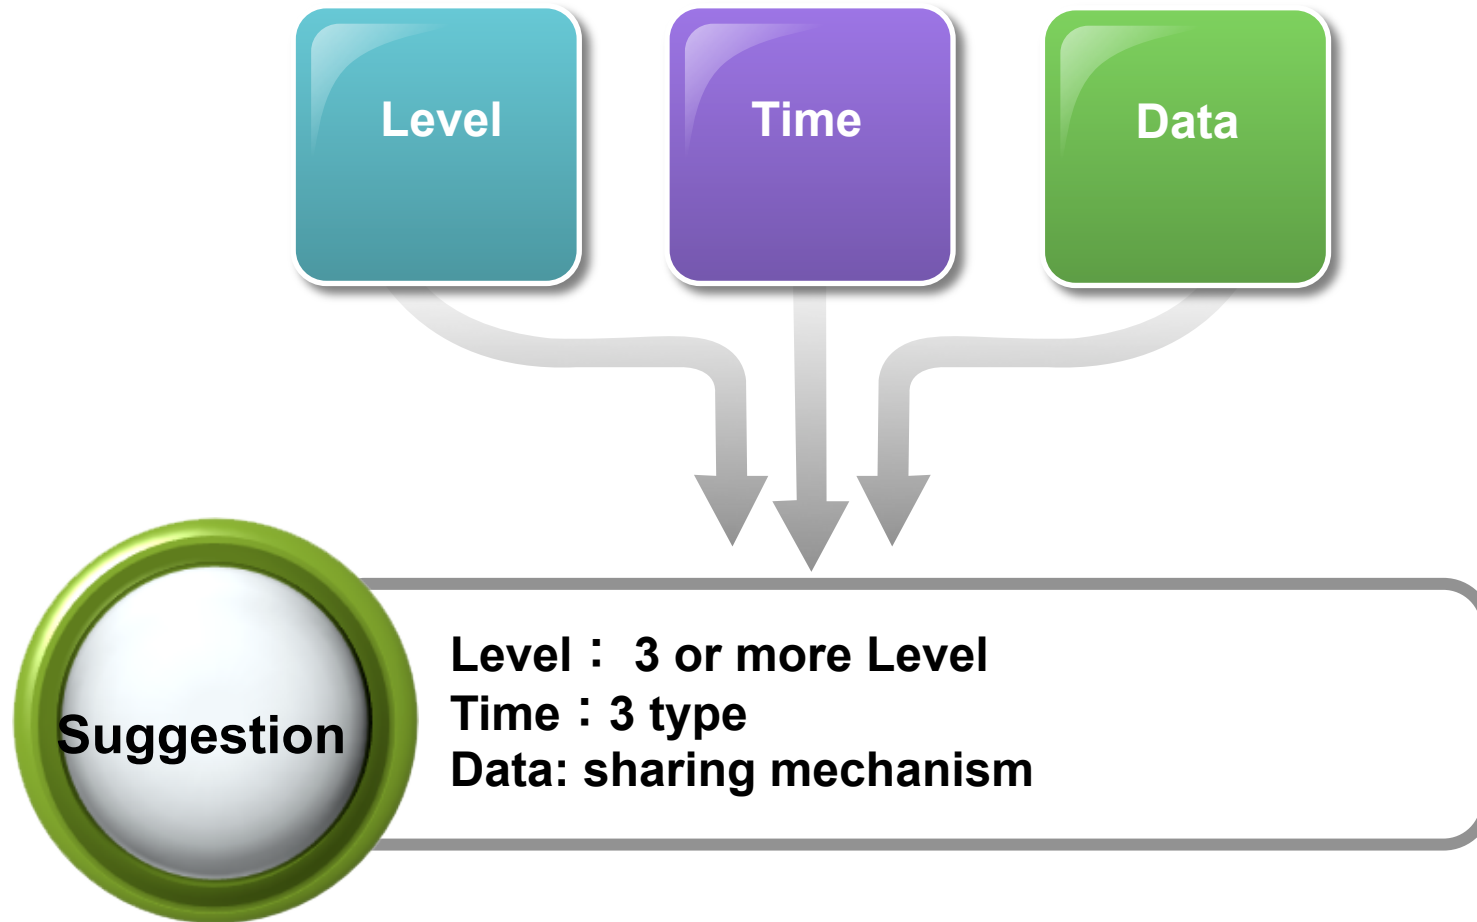 Level
Time
Data
Suggestion
Level： 3 or more Level
Time：3 type
Data: sharing mechanism